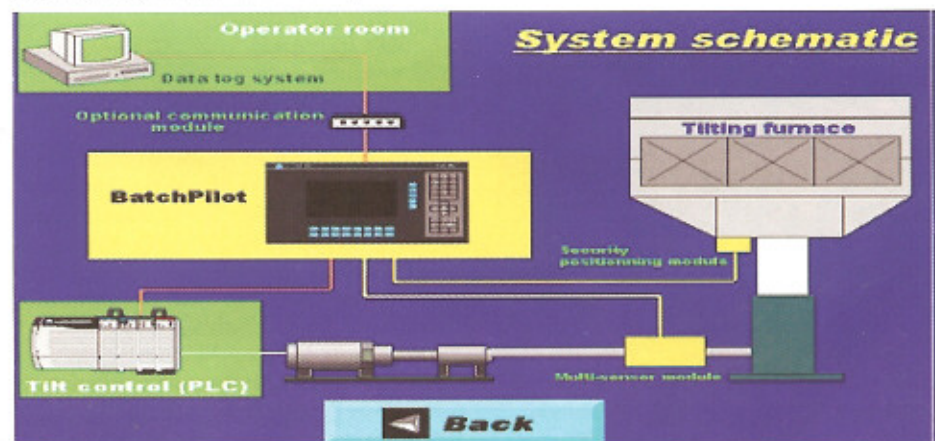 Operator room
System schematic
Data log system
Optional communication
module
Tilting furnace
BatchPilot
Security
positionning module
Tilt control (PLC)
Multi-sensor module
Back